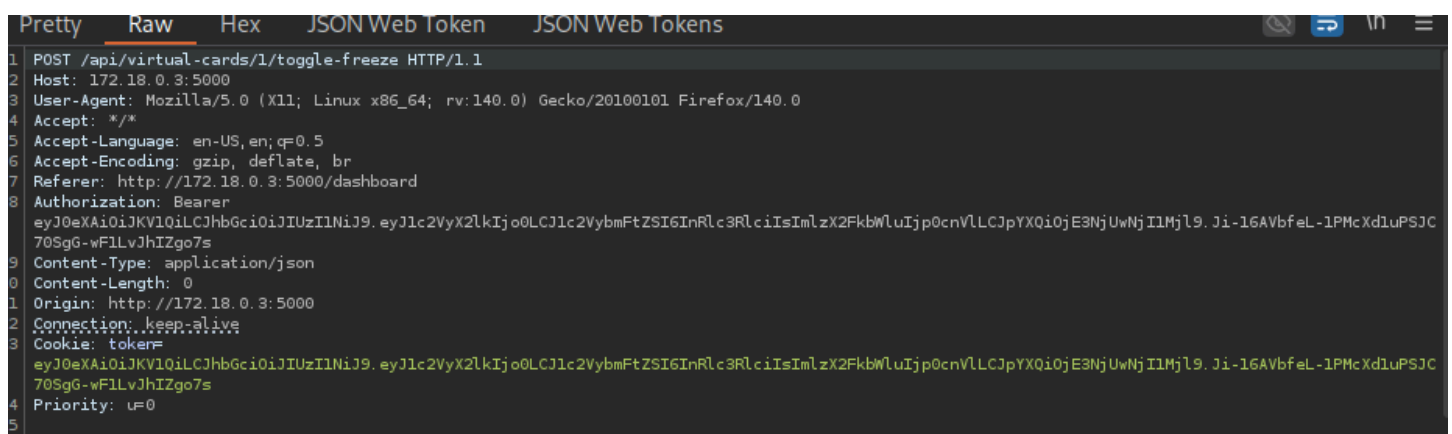 Pretty Raw Hex JSON Web Token JSON Web Tokens \n
1 POST /api/virtual-cards/1/toggle-freeze HTTP/1.1
2 Host: 172.18.0.3:5000
3 User-Agent: Mozilla/5.0 (X11; Linux x86_64; rv:140.0) Gecko/20100101 Firefox/140.0
4 Accept: */*
5 Accept-Language: en-US,en;q=0.5
6 Accept-Encoding: gzip, deflate, br
7 Referer: http://172.18.0.3:5000/dashboard
8 Authorization: Bearer
eyJ0eXAiOiJKV1QiLCJhbGciOiJIUzI1NiJ9.eyJ1c2VyX2lkIjo0LCJ1c2VybmFtZSI6InRlc3RlciIsImlzX2FkbWluIjp0cnVlLCJpYXQiOjE3NjUwNjI1Mjl9.Ji-16AVbfeL-1PMcXd1uPSJC
70SgG-wF1LvJhIZgo7s
9 Content-Type: application/json
0 Content-Length: 0
1 Origin: http://172.18.0.3:5000
2 Connection: keep-alive
3 Cookie: token=
eyJ0eXAiOiJKV1QiLCJhbGciOiJIUzI1NiJ9.eyJ1c2VyX2lkIjo0LCJ1c2VybmFtZSI6InRlc3RlciIsImlzX2FkbWluIjp0cnVlLCJpYXQiOjE3NjUwNjI1Mjl9.Ji-16AVbfeL-1PMcXd1uPSJC
70SgG-wF1LvJhIZgo7s
4 Priority: u=0
5